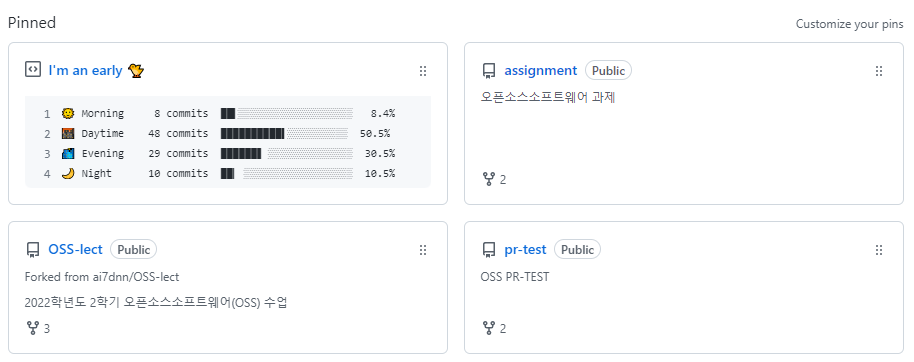 Pinned
Customize your pins
I'm an early 🐤
1 🌞 Morning 8 commits ██▍░░░░░░░░░░░░░░░░░░ 8.4%
2 🌆 Daytime 48 commits ██████████▌░░░░░░░░░░ 50.5%
3 🌃 Evening 29 commits ██████▍░░░░░░░░░░░░░░ 30.5%
4 🌙 Night 10 commits ██▏░░░░░░░░░░░░░░░░░░ 10.5%
assignment Public
오픈소스소프트웨어 과제
2
OSS-lect Public
Forked from ai7dnn/OSS-lect
2022학년도 2학기 오픈소스소프트웨어(OSS) 수업
3
pr-test Public
OSS PR-TEST
2